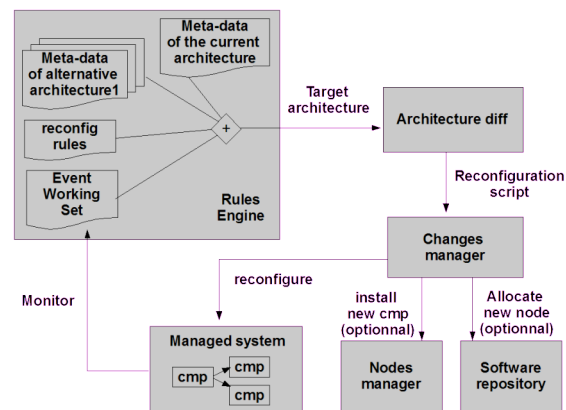 Meta-data
of alternative
architecture1
Meta-data
of the current
architecture
reconfig
rules
+
Event
Working
Set
Rules
Engine
Target
architecture
Architecture diff
Reconfiguration
script
Changes
manager
reconfigure
Monitor
install
new cmp
(optionnal)
Allocate
new node
(optionnal)
Managed system
cmp
cmp
cmp
Nodes
manager
Software
repository